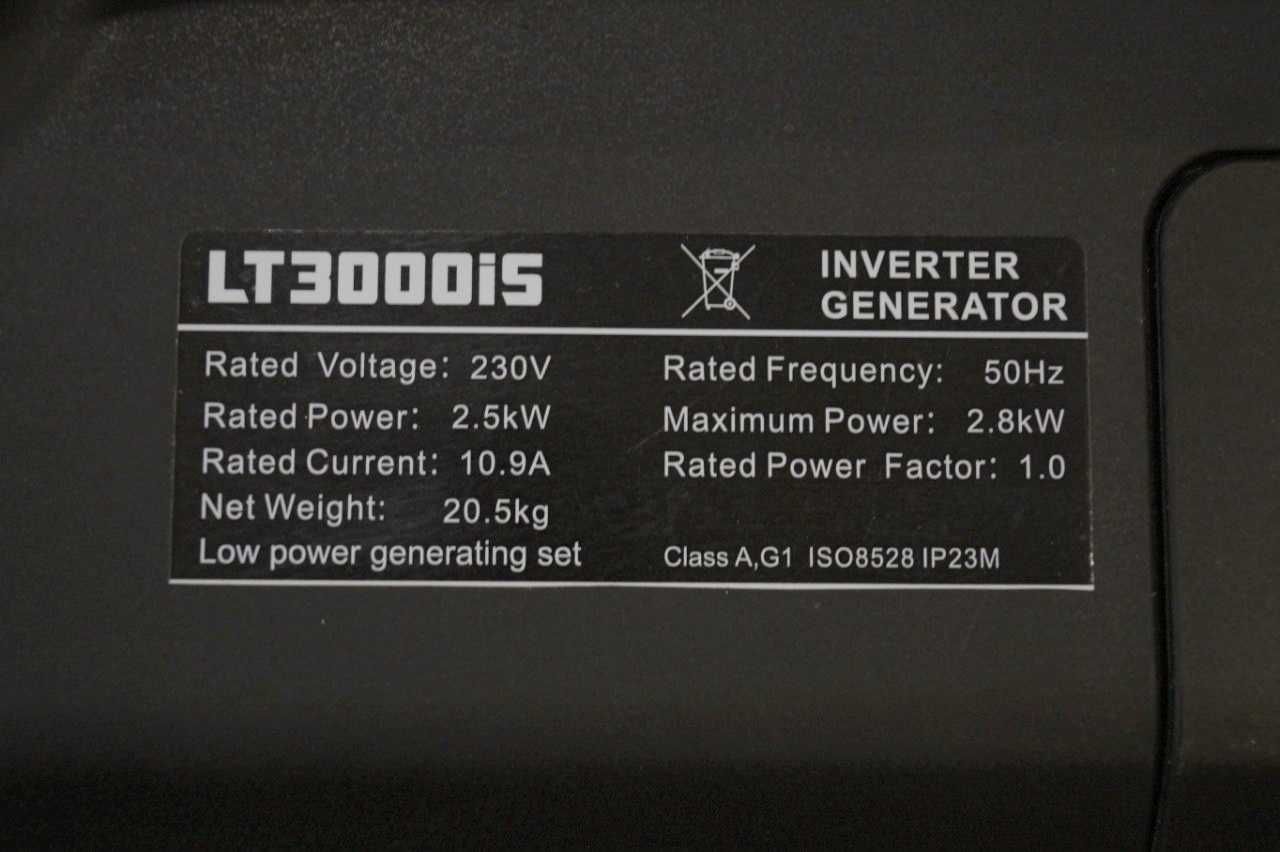 LT3000iS
INVERTER
GENERATOR
Rated Voltage: 230V Rated Frequency: 50Hz
Rated Power: 2.5kW Maximum Power: 2.8kW
Rated Current: 10.9A Rated Power Factor: 1.0
Net Weight: 20.5kg
Low power generating set Class A,G1 ISO8528 IP23M